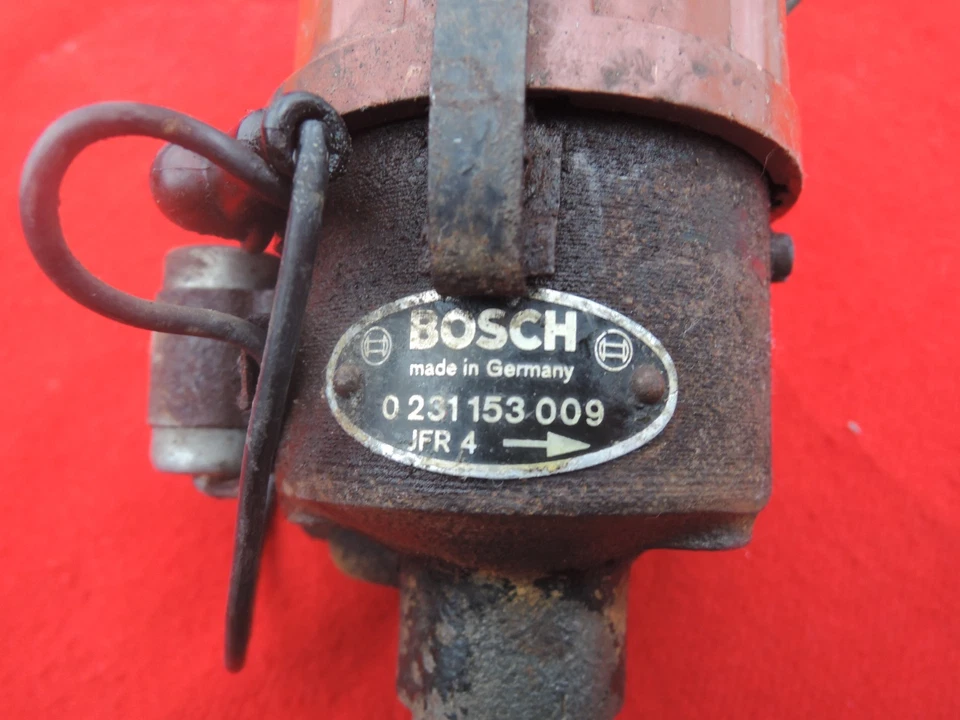 BOSCH
made in Germany
0 231 153 009
JFR 4